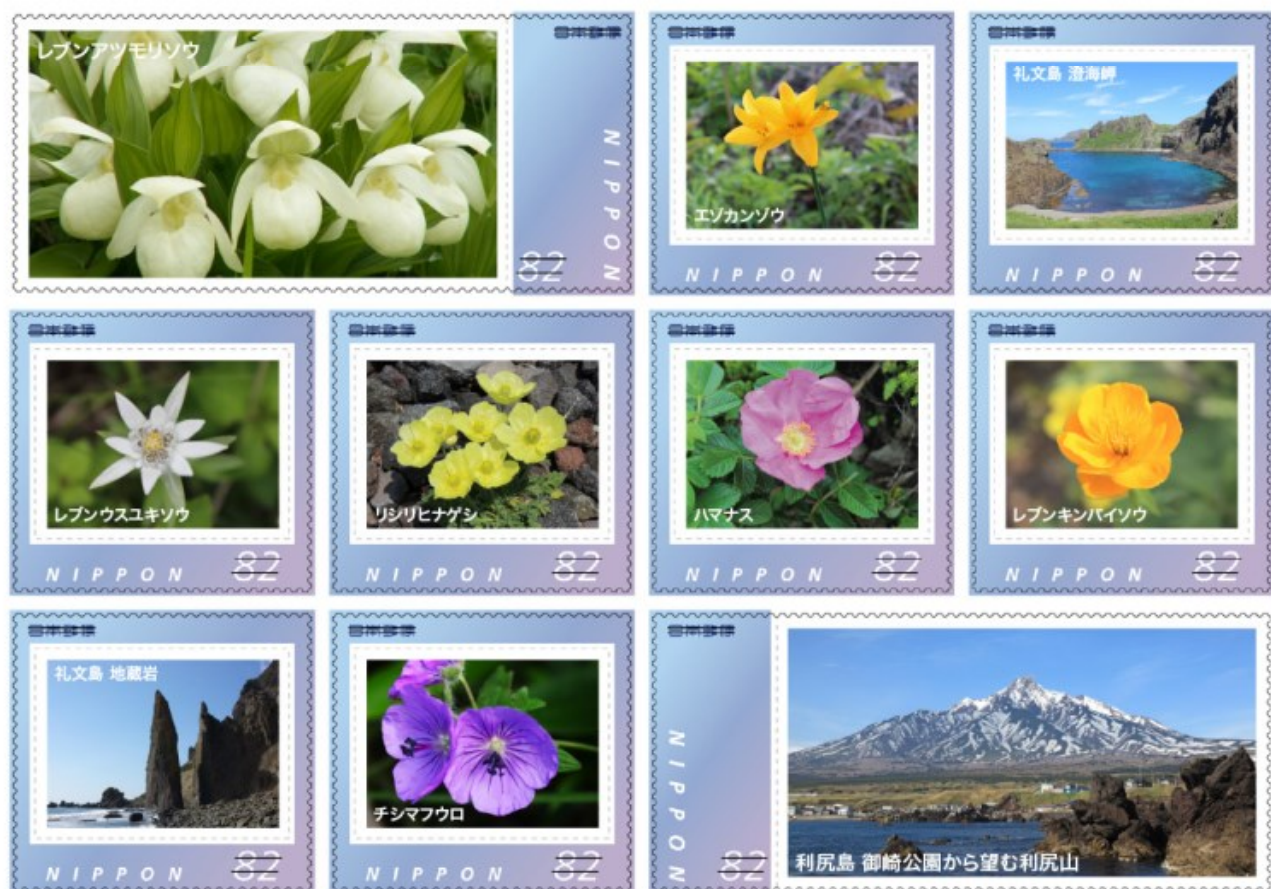 レブンアツモリソウ
日本郵便
NIPPON
82
日本郵便
エゾカンゾウ
NIPPON
82
日本郵便
礼文島 澄海岬
NIPPON
82
日本郵便
レブンウスユキソウ
NIPPON
82
日本郵便
リシリヒナゲシ
NIPPON
82
日本郵便
ハマナス
NIPPON
82
日本郵便
レブンキンバイソウ
NIPPON
82
日本郵便
礼文島 地蔵岩
NIPPON
82
日本郵便
チシマフウロ
NIPPON
82
日本郵便
NIPPON
82
利尻島 御崎公園から望む利尻山